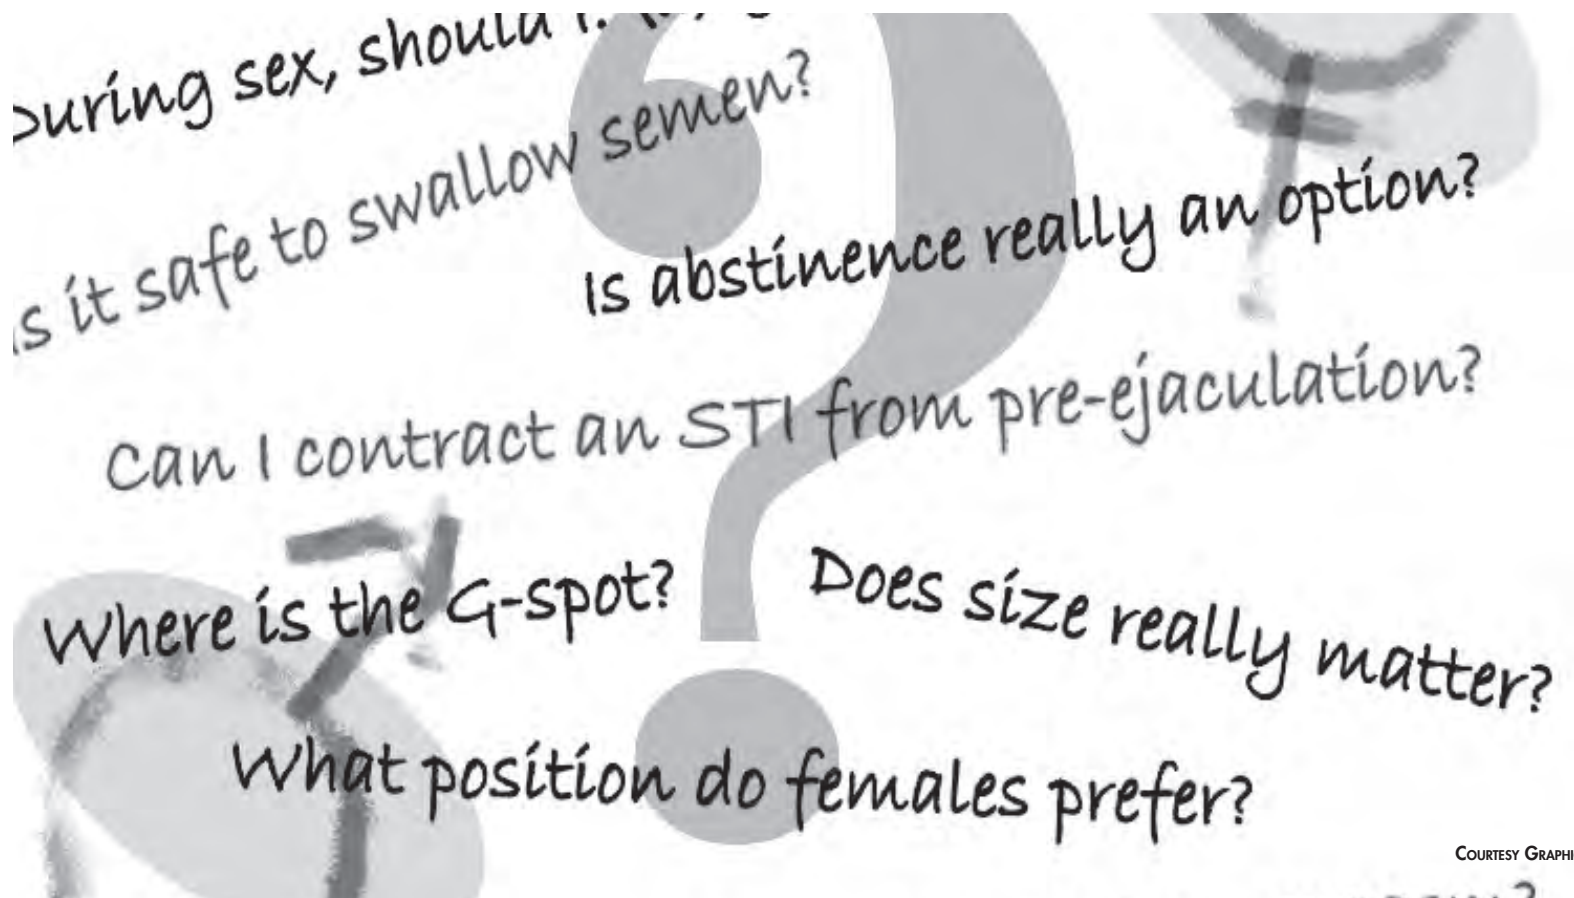 During sex, should I
Is it safe to swallow semen?
Is abstinence really an option?
Can I contract an STI from pre-ejaculation?
Where is the G-spot?
Does size really matter?
What position do females prefer?
COURTESY GRAPHI